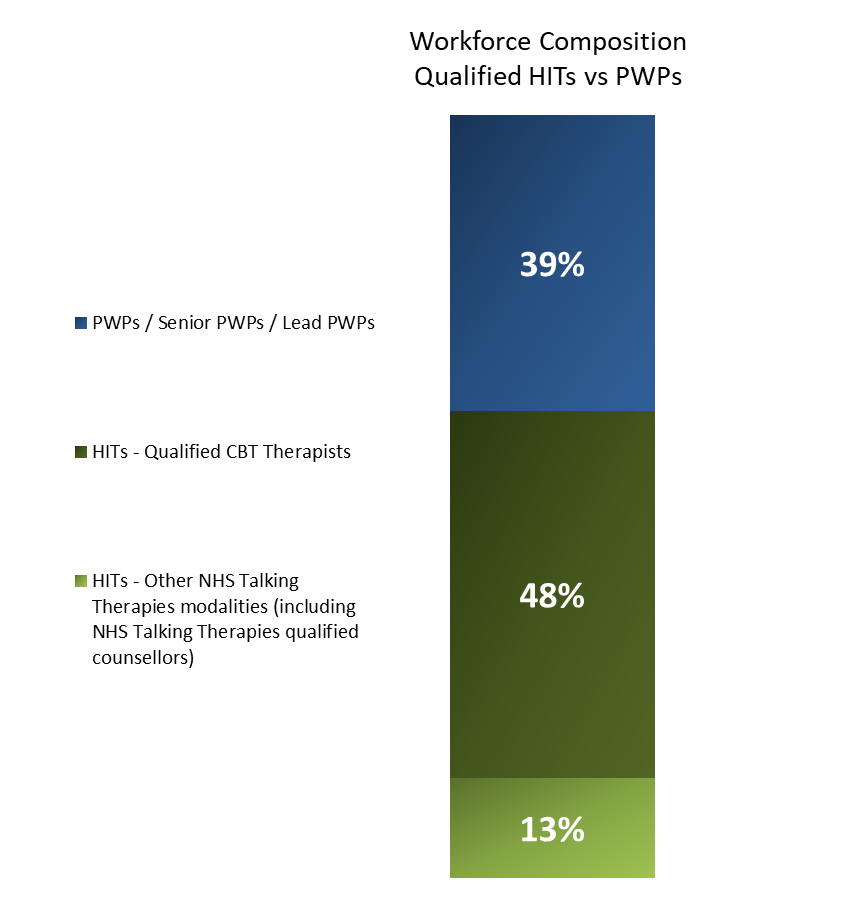 Workforce Composition
Qualified HITs vs PWPs
39%
PWPs / Senior PWPs / Lead PWPs
HITs - Qualified CBT Therapists
48%
HITs - Other NHS Talking
Therapies modalities (including
NHS Talking Therapies qualified
counsellors)
13%